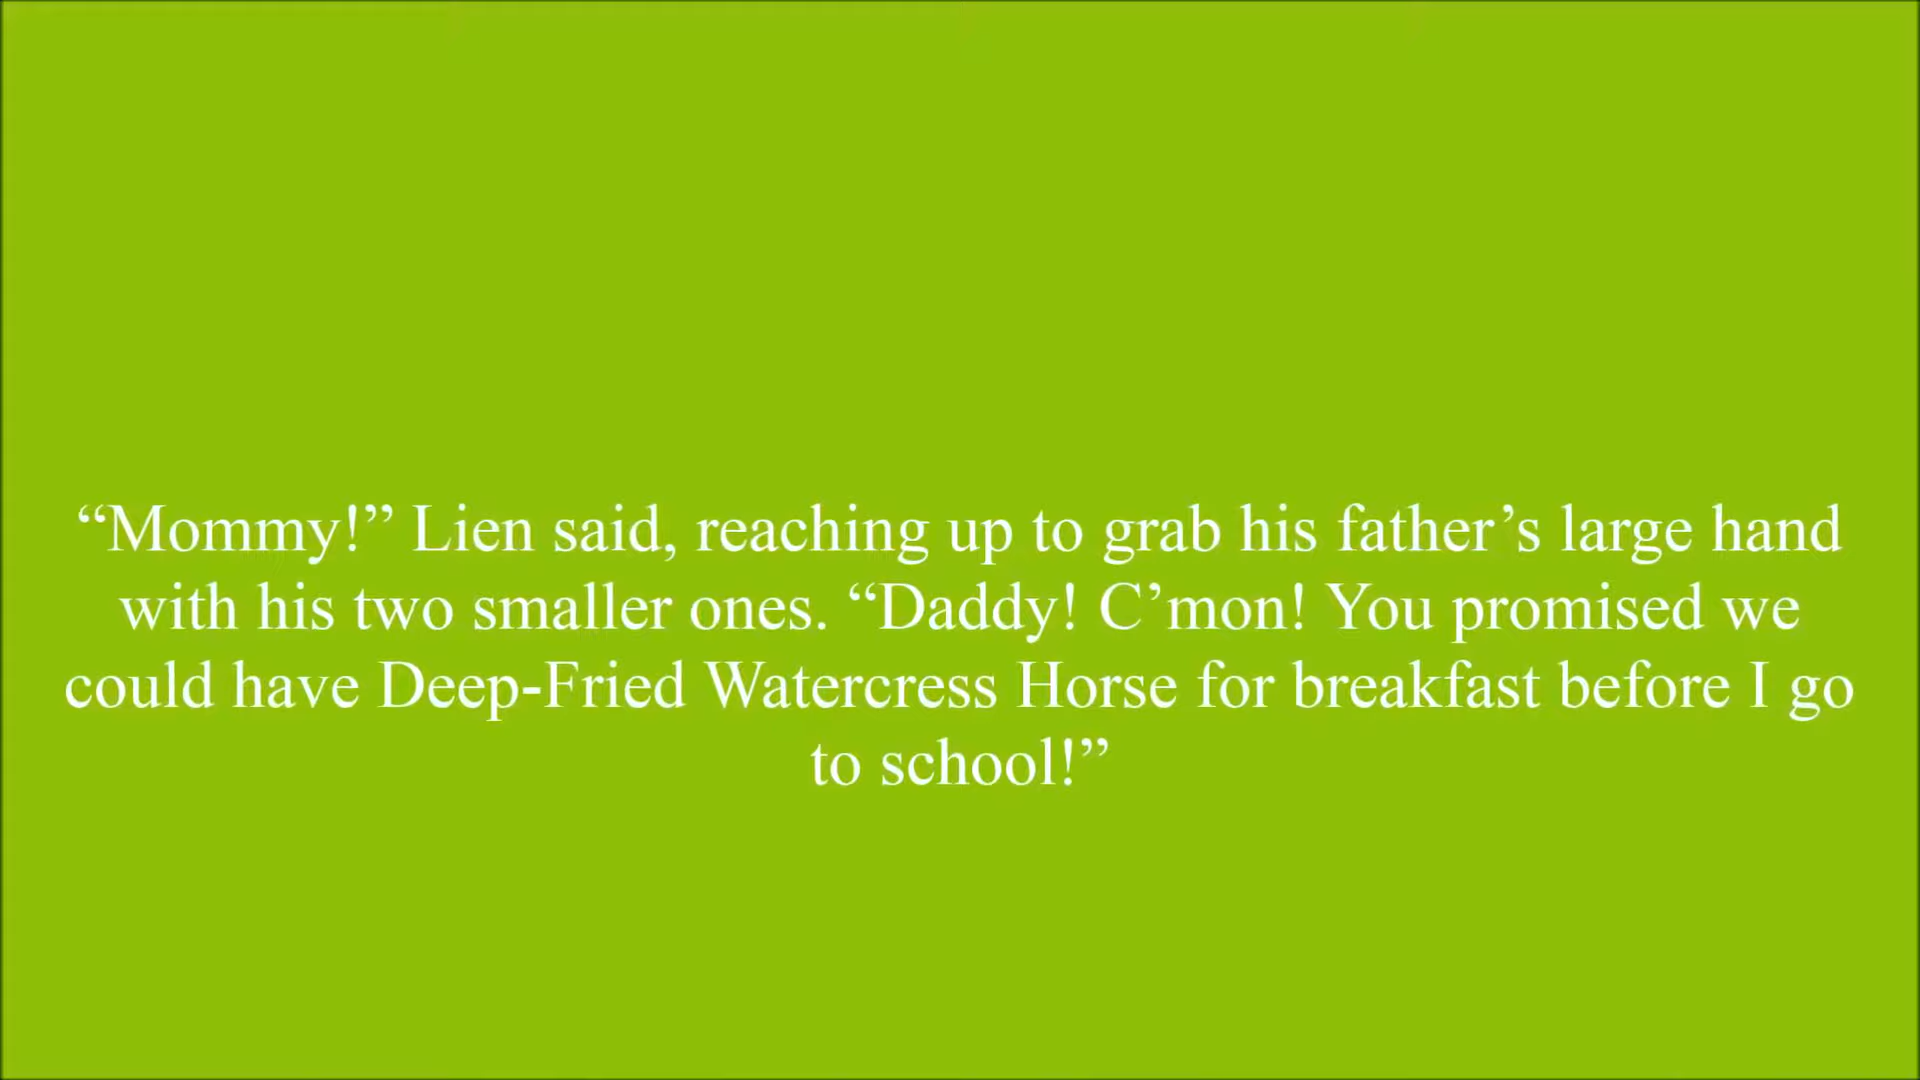 “Mommy!” Lien said, reaching up to grab his father’s large hand
with his two smaller ones. “Daddy! C’mon! You promised we
could have Deep-Fried Watercress Horse for breakfast before I go
to school!”